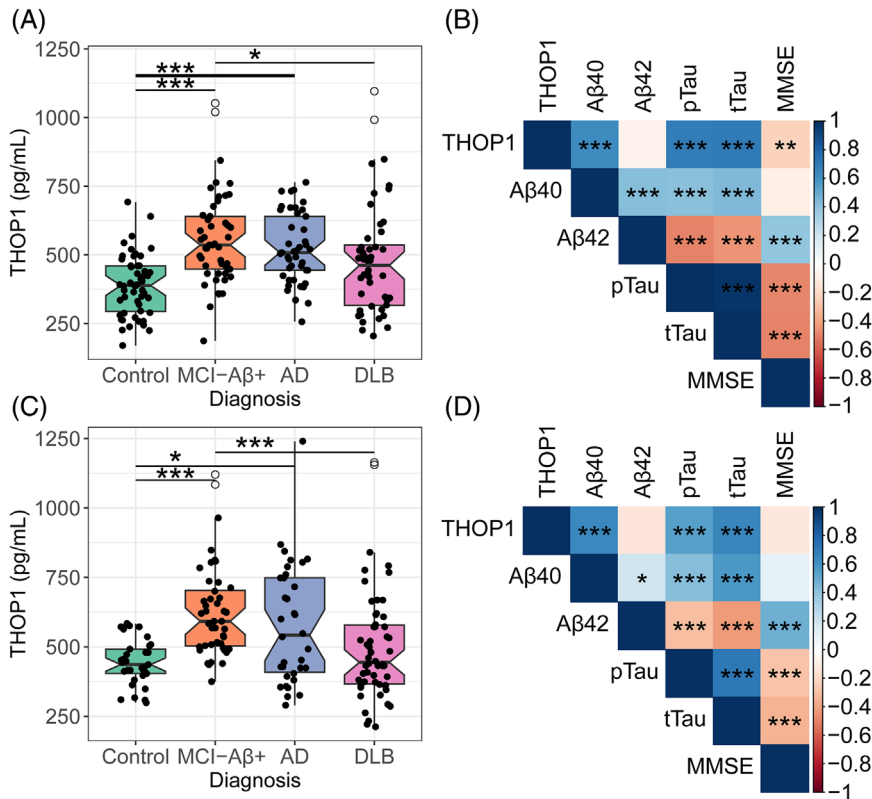 (A)
1250
1000
750
500
250
THOP1 (pg/mL)
***
***
*
Control MCI−Aβ+ AD DLB
Diagnosis
(B)
THOP1 Aβ40 Aβ42 pTau tTau MMSE
THOP1 *** *** *** **
Aβ40 *** *** ***
Aβ42 *** *** ***
pTau *** ***
tTau ***
MMSE
1
0.8
0.6
0.4
0.2
0
−0.2
−0.4
−0.6
−0.8
−1
(C)
1250
1000
750
500
250
THOP1 (pg/mL)
*
***
***
Control MCI−Aβ+ AD DLB
Diagnosis
(D)
THOP1 Aβ40 Aβ42 pTau tTau MMSE
THOP1 *** *** ***
Aβ40 * *** ***
Aβ42 *** *** ***
pTau *** ***
tTau ***
MMSE
1
0.8
0.6
0.4
0.2
0
−0.2
−0.4
−0.6
−0.8
−1